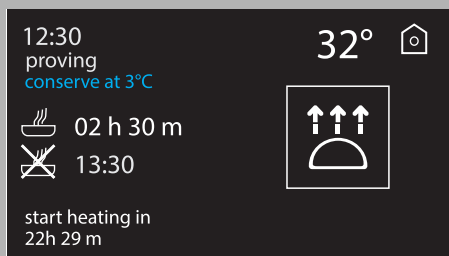 12:30
32°
proving
conserve at 3°C
02 h 30 m
13:30
start heating in
22h 29 m